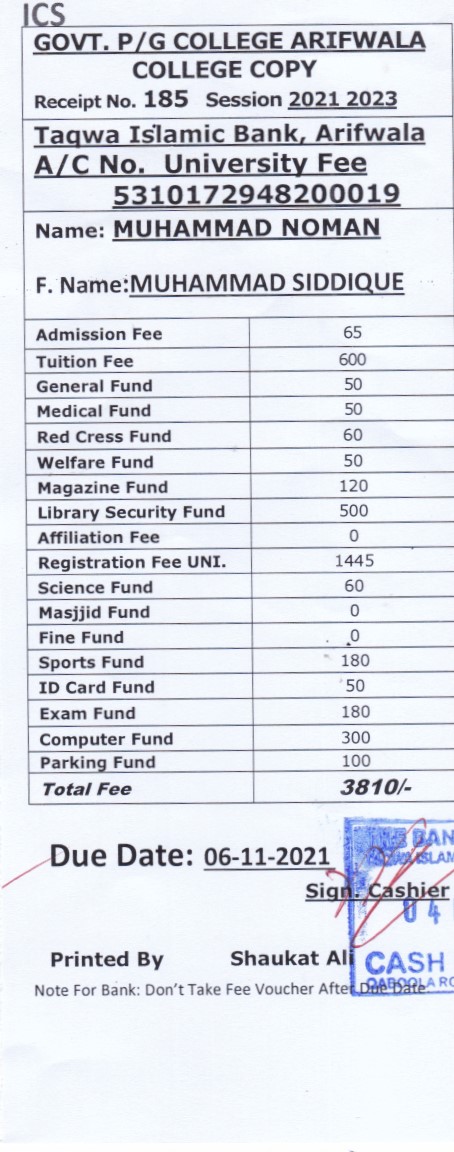 ICS
GOVT. P/G COLLEGE ARIFWALA
COLLEGE COPY
Receipt No. 185 Session 2021 2023
Taqwa Islamic Bank, Arifwala
A/C No. University Fee
5310172948200019
Name: MUHAMMAD NOMAN
F. Name:MUHAMMAD SIDDIQUE
Admission Fee 65
Tuition Fee 600
General Fund 50
Medical Fund 50
Red Cress Fund 60
Welfare Fund 50
Magazine Fund 120
Library Security Fund 500
Affiliation Fee 0
Registration Fee UNI. 1445
Science Fund 60
Masjjid Fund 0
Fine Fund 0
Sports Fund 180
ID Card Fund 50
Exam Fund 180
Computer Fund 300
Parking Fund 100
Total Fee 3810/-
Due Date: 06-11-2021
BAN
ISLAM
Sign. Cashier
04
Printed By Shaukat Ali
CASH
Note For Bank: Don't Take Fee Voucher After Due Date.
QABOOLA RO